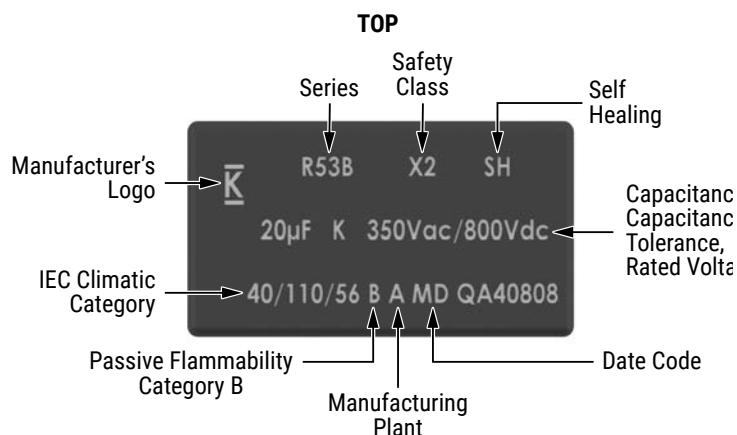 TOP
Series
Safety
Class
Self
Healing
Manufacturer's
Logo
K
R53B X2 SH
20µF K 350Vac/800Vdc
Capacitanc
Capacitanc
Tolerance,
Rated Volta
IEC Climatic
Category
40/110/56 B A MD QA40808
Passive Flammability
Category B
Manufacturing
Plant
Date Code